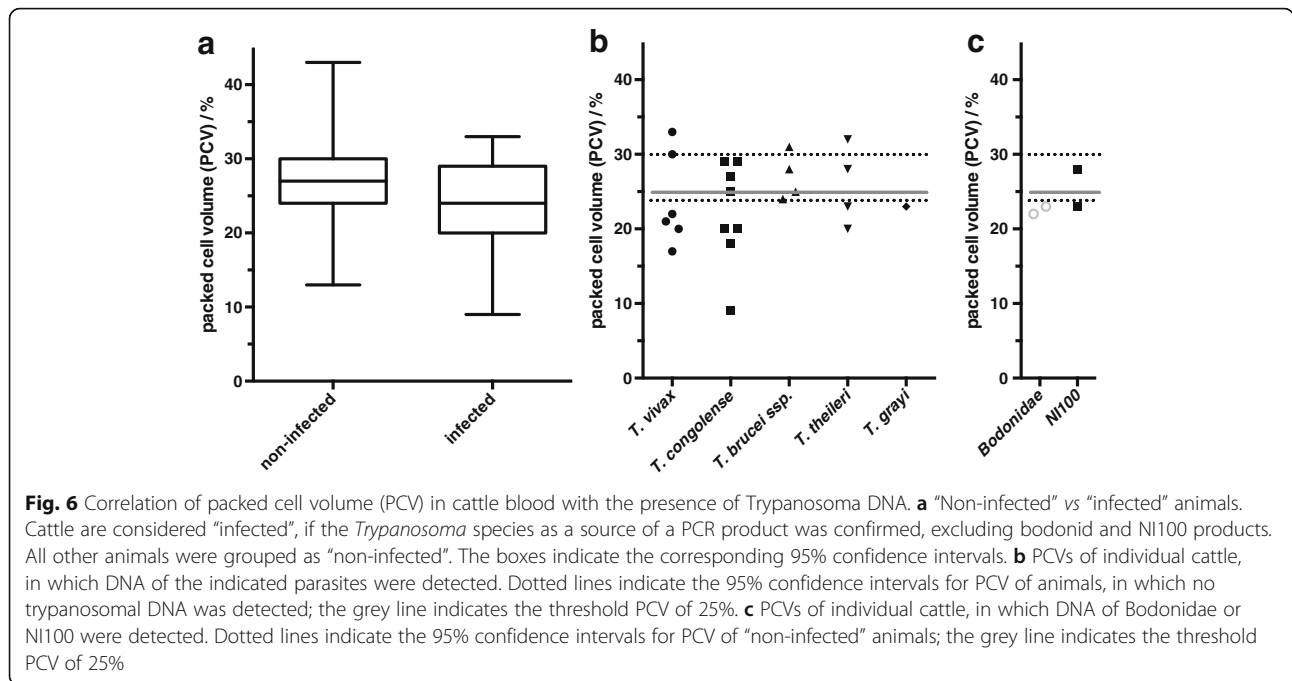 a
packed cell volume (PCV) / %
40
30
20
10
0
non-infected
infected
b
packed cell volume (PCV) / %
40
30
20
10
0
T. vivax
T. congolense
T. brucei ssp.
T. theileri
T. grayi
c
packed cell volume (PCV) / %
40
30
20
10
0
Bodonidae
NI100
Fig. 6 Correlation of packed cell volume (PCV) in cattle blood with the presence of Trypanosoma DNA. a “Non-infected” vs “infected” animals.
Cattle are considered “infected”, if the Trypanosoma species as a source of a PCR product was confirmed, excluding bodonid and NI100 products.
All other animals were grouped as “non-infected”. The boxes indicate the corresponding 95% confidence intervals. b PCVs of individual cattle,
in which DNA of the indicated parasites were detected. Dotted lines indicate the 95% confidence intervals for PCV of animals, in which no
trypanosomal DNA was detected; the grey line indicates the threshold PCV of 25%. c PCVs of individual cattle, in which DNA of Bodonidae or
NI100 were detected. Dotted lines indicate the 95% confidence intervals for PCV of “non-infected” animals; the grey line indicates the threshold
PCV of 25%